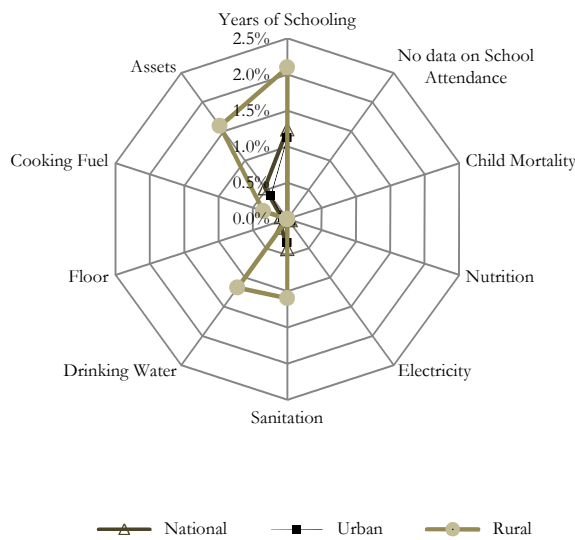 Years of Schooling
2.5%
No data on School
Attendance
2.0%
Assets
1.5%
Cooking Fuel
1.0%
Child Mortality
0.5%
0.0%
Floor
Nutrition
Drinking Water
Electricity
Sanitation
National
Urban
Rural